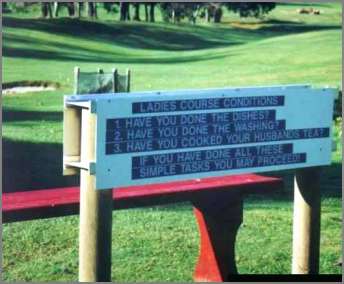 LADIES COURSE CONDITIONS
1. HAVE YOU DONE THE DISHES?
2. HAVE YOU DONE THE WASHING?
3. HAVE YOU COOKED YOUR HUSBANDS TEA?
IF YOU HAVE DONE ALL THESE
SIMPLE TASKS YOU MAY PROCEED!